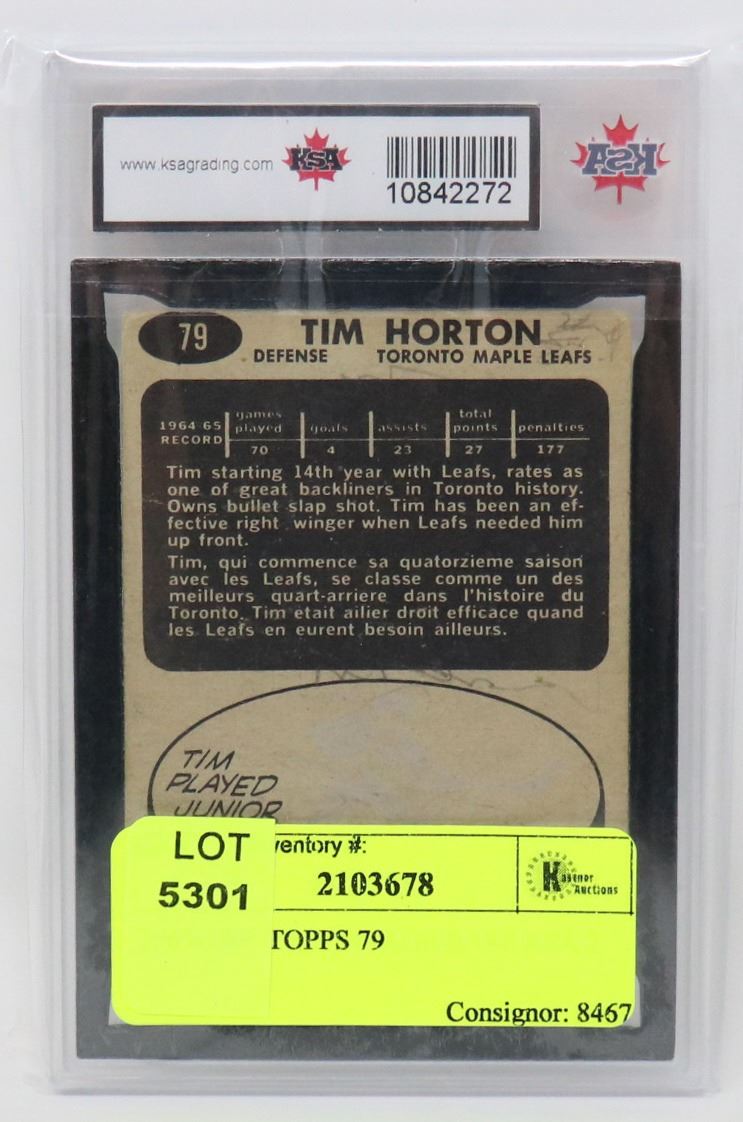 www.ksagrading.com
KSA
10842272
KSA
79
TIM HORTON
DEFENSE TORONTO MAPLE LEAFS
1964 65 RECORD
games played goals assists total points penalties
70 4 23 27 177
Tim starting 14th year with Leafs, rates as
one of great backliners in Toronto history.
Owns bullet slap shot. Tim has been an ef-
fective right winger when Leafs needed him
up front.
Tim, qui commence sa quatorzieme saison
avec les Leafs, se classe comme un des
meilleurs quart-arriere dans l'histoire du
Toronto. Tim etait ailier droit efficace quand
les Leafs en eurent besoin ailleurs.
TIM
PLAYED
JUNIOR
LOT
5301
ventory #:
2103678
Kastner
Auctions
TOPPS 79
Consignor: 8467